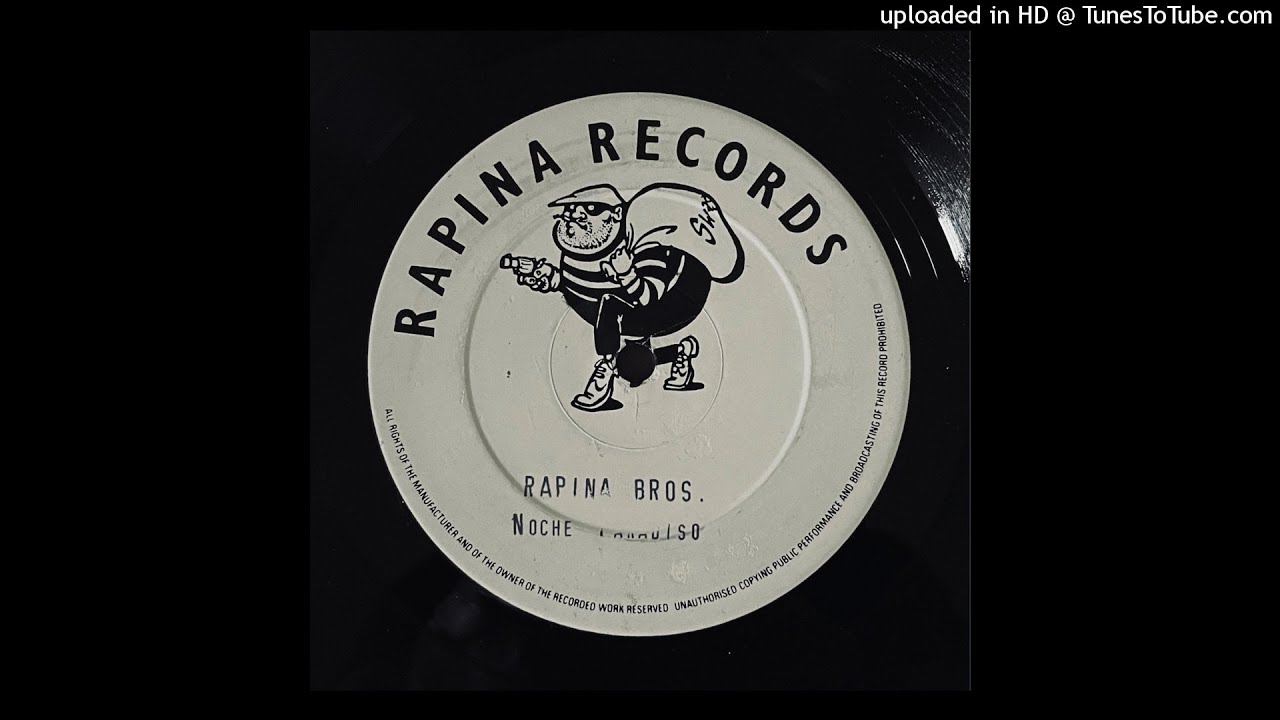 uploaded in HD @ TunesToTube.com
RAPINA RECORDS
RAPINA BROS.
NOCHE PARADISO
ALL RIGHTS OF THE MANUFACTURER AND OF THE OWNER OF THE RECORDED WORK RESERVED UNAUTHORISED COPYING PUBLIC PERFORMANCE AND BROADCASTING OF THIS RECORD PROHIBITED